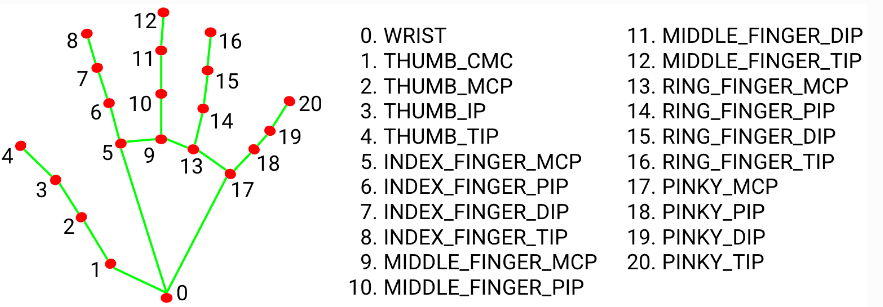 12
8
16
11
7
15
10
20
6
14
19
4
5
9
13
18
3
17
2
1
0
0. WRIST
1. THUMB_CMC
2. THUMB_MCP
3. THUMB_IP
4. THUMB_TIP
5. INDEX_FINGER_MCP
6. INDEX_FINGER_PIP
7. INDEX_FINGER_DIP
8. INDEX_FINGER_TIP
9. MIDDLE_FINGER_MCP
10. MIDDLE_FINGER_PIP
11. MIDDLE_FINGER_DIP
12. MIDDLE_FINGER_TIP
13. RING_FINGER_MCP
14. RING_FINGER_PIP
15. RING_FINGER_DIP
16. RING_FINGER_TIP
17. PINKY_MCP
18. PINKY_PIP
19. PINKY_DIP
20. PINKY_TIP